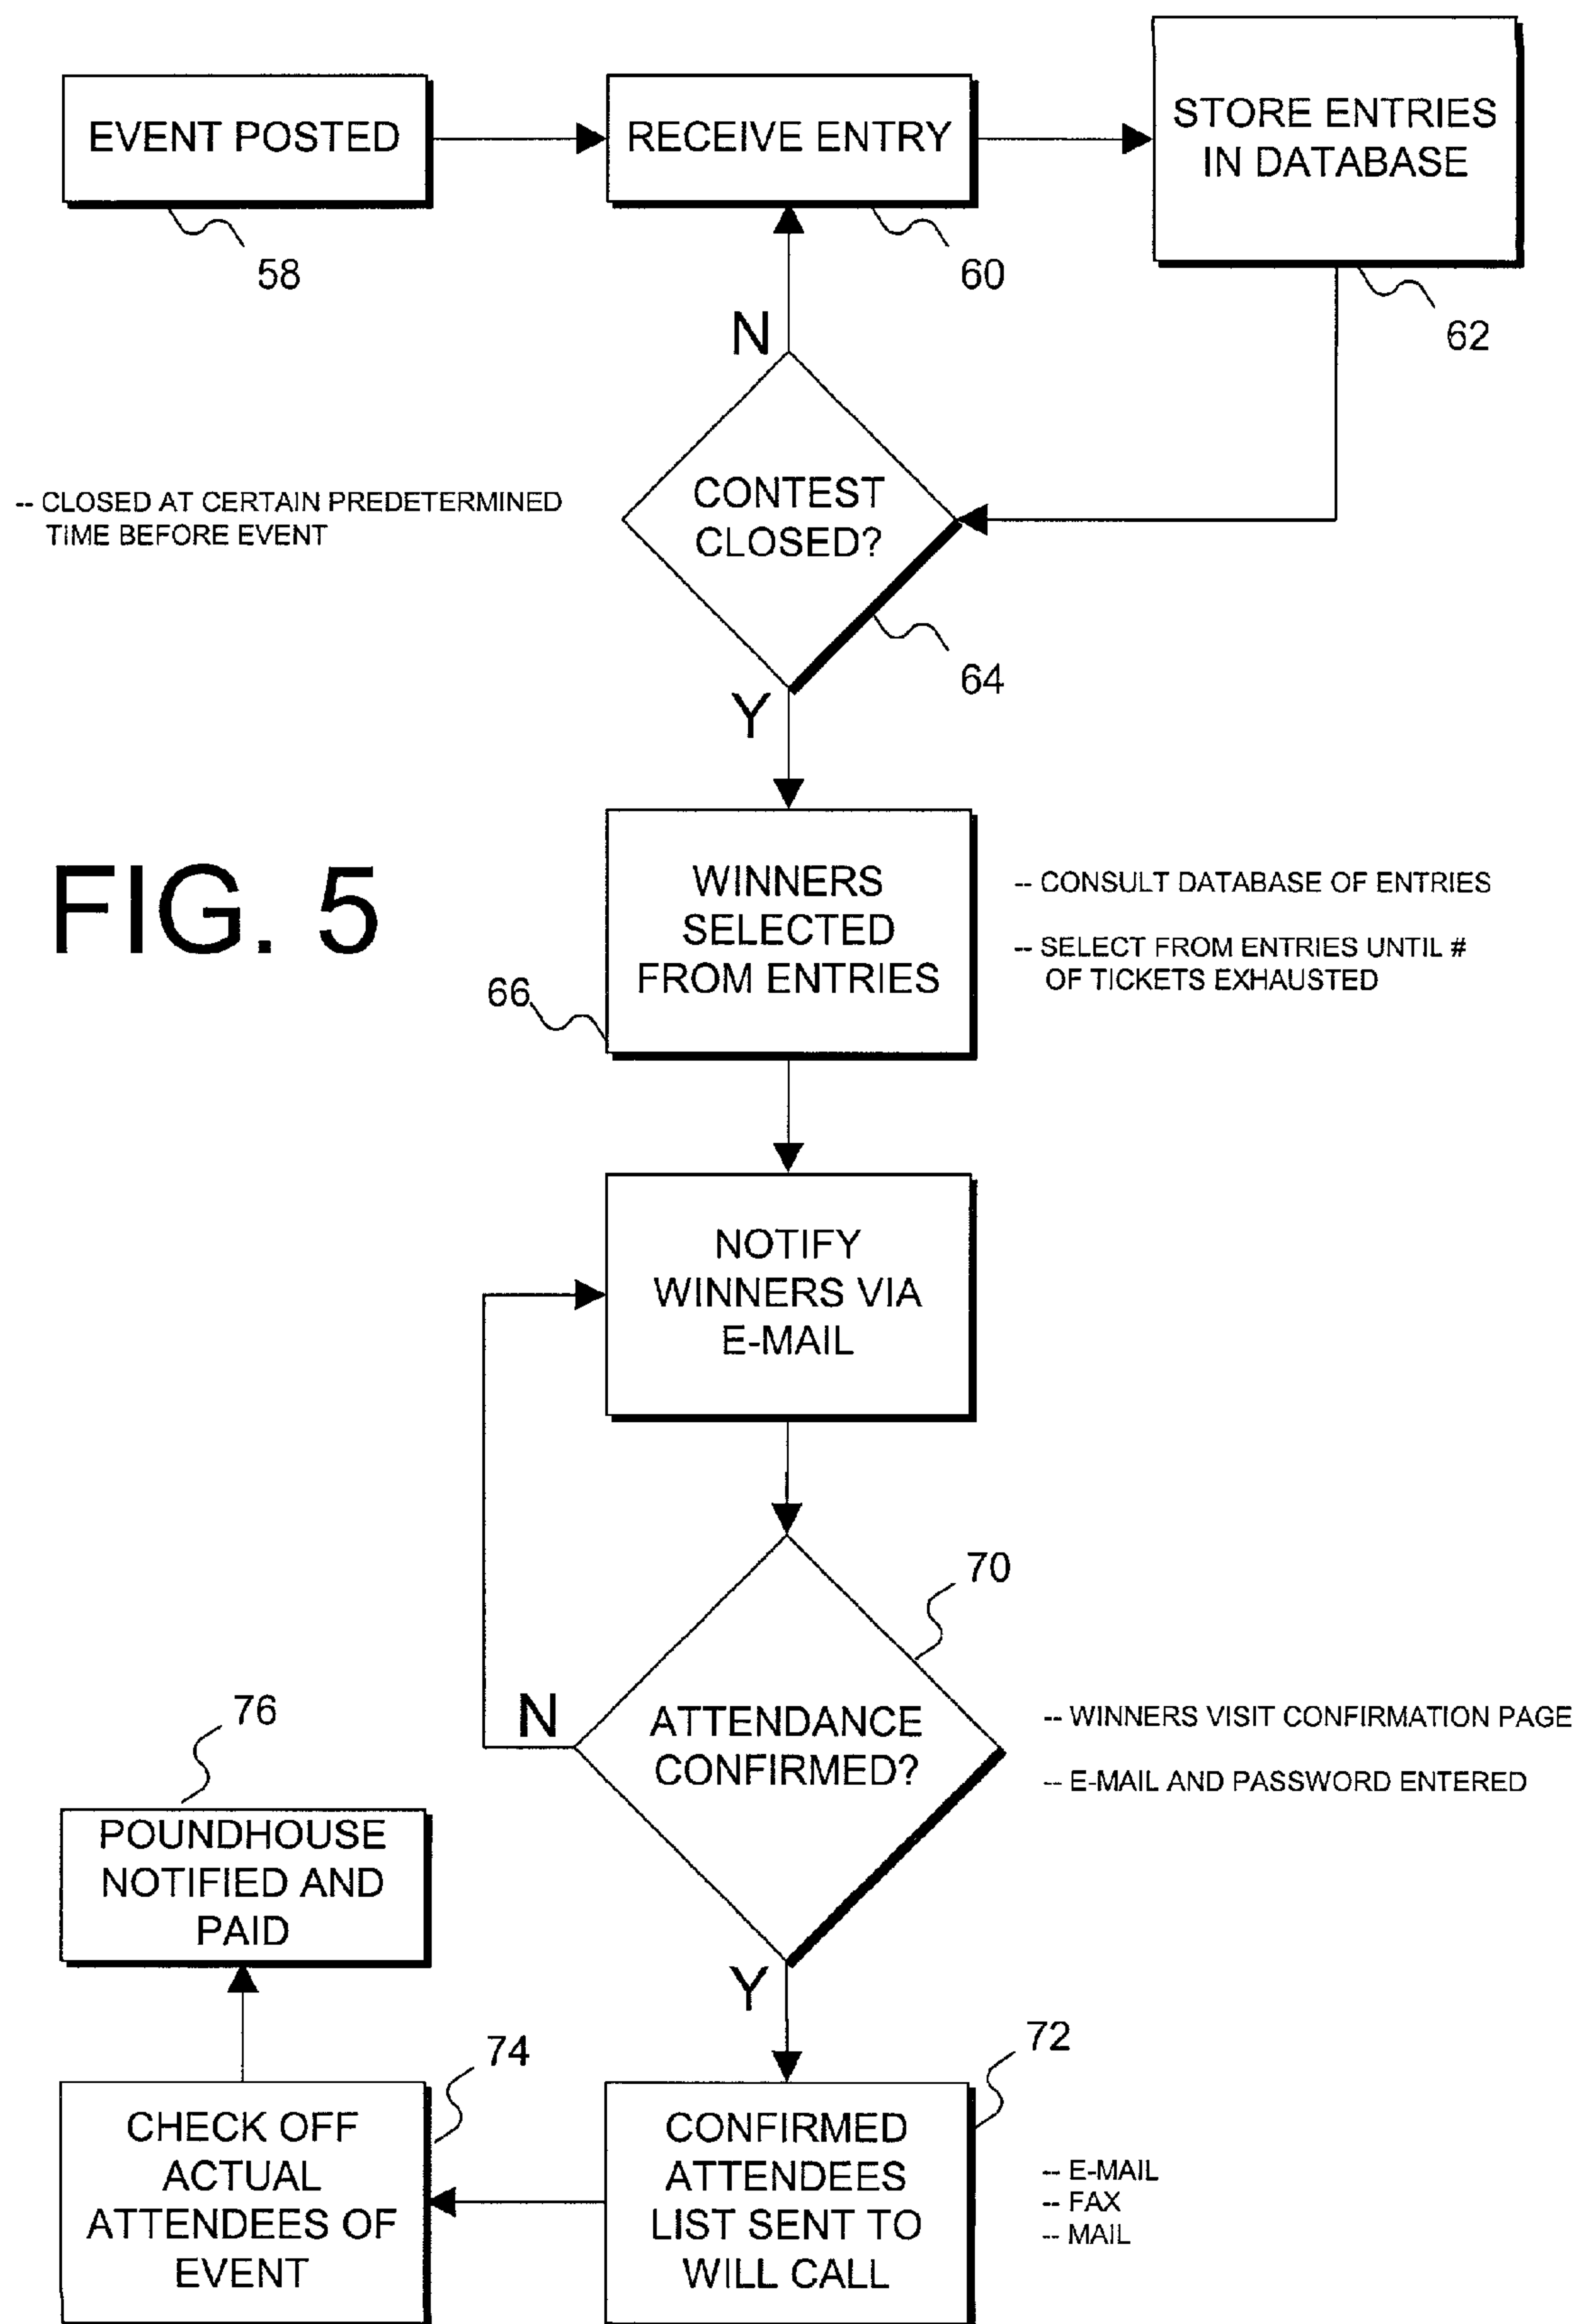 EVENT POSTED
58
RECEIVE ENTRY
60
STORE ENTRIES
IN DATABASE
62
N
-- CLOSED AT CERTAIN PREDETERMINED
TIME BEFORE EVENT
CONTEST
CLOSED?
64
Y
FIG. 5
WINNERS
SELECTED
FROM ENTRIES
66
-- CONSULT DATABASE OF ENTRIES
-- SELECT FROM ENTRIES UNTIL #
OF TICKETS EXHAUSTED
NOTIFY
WINNERS VIA
E-MAIL
70
N
ATTENDANCE
CONFIRMED?
-- WINNERS VISIT CONFIRMATION PAGE
-- E-MAIL AND PASSWORD ENTERED
Y
76
POUNDHOUSE
NOTIFIED AND
PAID
74
CHECK OFF
ACTUAL
ATTENDEES OF
EVENT
72
CONFIRMED
ATTENDEES
LIST SENT TO
WILL CALL
-- E-MAIL
-- FAX
-- MAIL